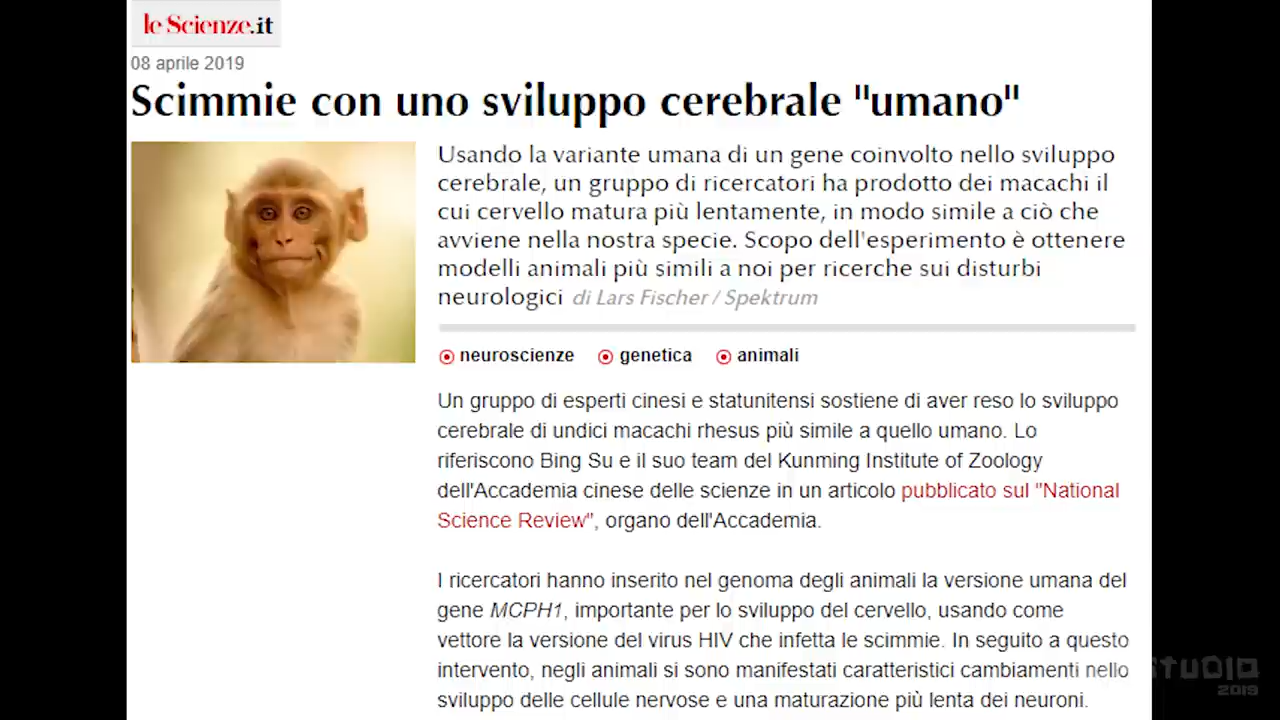 le Scienze.it
08 aprile 2019
Scimmie con uno sviluppo cerebrale "umano"
Usando la variante umana di un gene coinvolto nello sviluppo
cerebrale, un gruppo di ricercatori ha prodotto dei macachi il
cui cervello matura più lentamente, in modo simile a ciò che
avviene nella nostra specie. Scopo dell'esperimento è ottenere
modelli animali più simili a noi per ricerche sui disturbi
neurologici di Lars Fischer / Spektrum
neuroscienze genetica animali
Un gruppo di esperti cinesi e statunitensi sostiene di aver reso lo sviluppo
cerebrale di undici macachi rhesus più simile a quello umano. Lo
riferiscono Bing Su e il suo team del Kunming Institute of Zoology
dell'Accademia cinese delle scienze in un articolo pubblicato sul "National
Science Review", organo dell'Accademia.
I ricercatori hanno inserito nel genoma degli animali la versione umana del
gene MCPH1, importante per lo sviluppo del cervello, usando come
vettore la versione del virus HIV che infetta le scimmie. In seguito a questo
intervento, negli animali si sono manifestati caratteristici cambiamenti nello
sviluppo delle cellule nervose e una maturazione più lenta dei neuroni.
STUDIO
2019